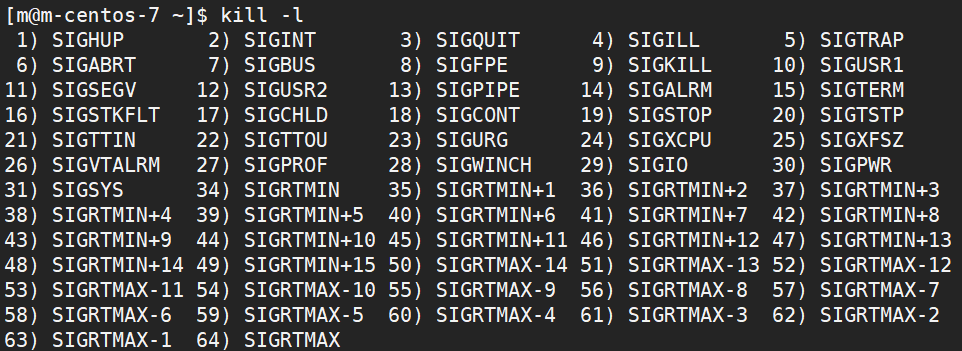 [m@m-centos-7 ~]$ kill -l
 1) SIGHUP       2) SIGINT       3) SIGQUIT      4) SIGILL       5) SIGTRAP
 6) SIGABRT      7) SIGBUS       8) SIGFPE       9) SIGKILL     10) SIGUSR1
11) SIGSEGV     12) SIGUSR2     13) SIGPIPE     14) SIGALRM     15) SIGTERM
16) SIGSTKFLT   17) SIGCHLD     18) SIGCONT     19) SIGSTOP     20) SIGTSTP
21) SIGTTIN     22) SIGTTOU     23) SIGURG      24) SIGXCPU     25) SIGXFSZ
26) SIGVTALRM   27) SIGPROF     28) SIGWINCH    29) SIGIO       30) SIGPWR
31) SIGSYS      34) SIGRTMIN    35) SIGRTMIN+1  36) SIGRTMIN+2  37) SIGRTMIN+3
38) SIGRTMIN+4  39) SIGRTMIN+5  40) SIGRTMIN+6  41) SIGRTMIN+7  42) SIGRTMIN+8
43) SIGRTMIN+9  44) SIGRTMIN+10 45) SIGRTMIN+11 46) SIGRTMIN+12 47) SIGRTMIN+13
48) SIGRTMIN+14 49) SIGRTMIN+15 50) SIGRTMAX-14 51) SIGRTMAX-13 52) SIGRTMAX-12
53) SIGRTMAX-11 54) SIGRTMAX-10 55) SIGRTMAX-9  56) SIGRTMAX-8  57) SIGRTMAX-7
58) SIGRTMAX-6  59) SIGRTMAX-5  60) SIGRTMAX-4  61) SIGRTMAX-3  62) SIGRTMAX-2
63) SIGRTMAX-1  64) SIGRTMAX